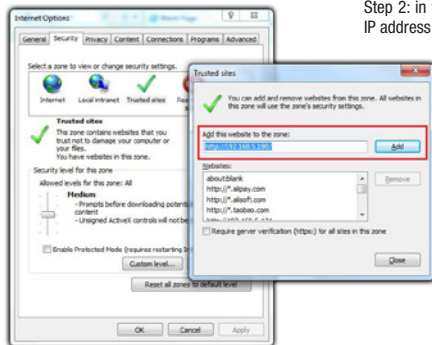 Step 2: in
IP address
Internet Options
General Security Privacy Content Connections Programs Advanced
Select a zone to view or change security settings.
Internet Local intranet Trusted sites
Trusted sites
This zone contains websites that you
trust not to damage your computer or
your files.
You have websites in this zone.
Security level for this zone
Allowed levels for this zone: All
Medium
- Prompts before downloading potent
content
- Unsigned ActiveX controls will not be
Enable Protected Mode (requires restarting In
Custom level...
Reset all zones to default level
OK Cancel Apply
Trusted sites
You can add and remove websites from this zone. All websites in
this zone will use the zone's security settings.
Add this website to the zone:
http://192.168.5.190/ Add
Websites:
about:blank Remove
http://*.alipay.com
http://*.alisoft.com
http://*.taobao.com
Require server verification (https:) for all sites in this zone
Close